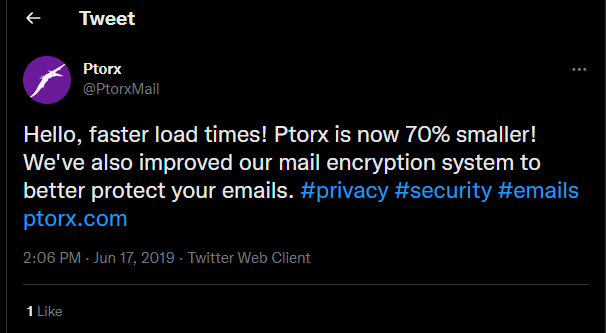 Tweet
Ptorx
@PtorxMail
Hello, faster load times! Ptorx is now 70% smaller!
We've also improved our mail encryption system to
better protect your emails. #privacy #security #emails
ptorx.com
2:06 PM · Jun 17, 2019 · Twitter Web Client
1 Like